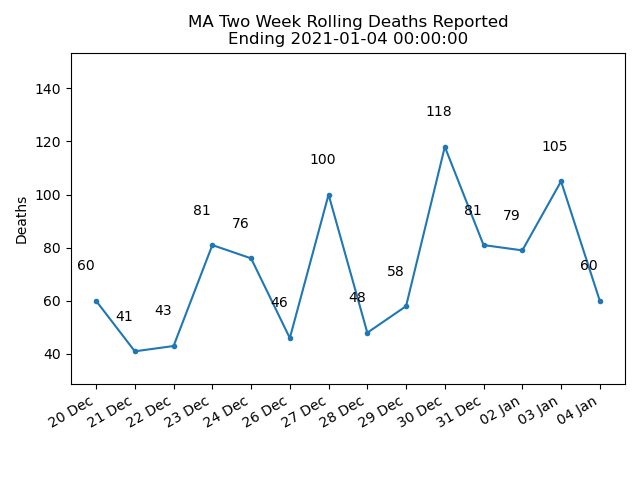 MA Two Week Rolling Deaths Reported
Ending 2021-01-04 00:00:00
Deaths
140
120
100
80
60
40
60
41
43
81
76
46
100
48
58
118
81
79
105
60
20 Dec
21 Dec
22 Dec
23 Dec
24 Dec
26 Dec
27 Dec
28 Dec
29 Dec
30 Dec
31 Dec
02 Jan
03 Jan
04 Jan